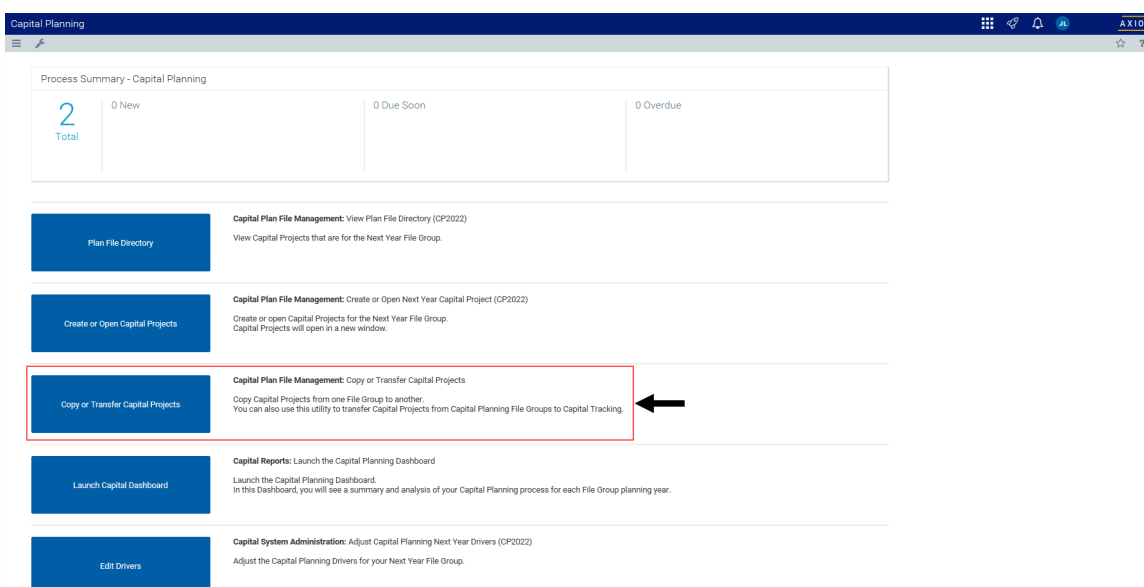 Capital Planning
JL
AXIO
?
Process Summary - Capital Planning
2
Total
0 New
0 Due Soon
0 Overdue
Plan File Directory
Capital Plan File Management: View Plan File Directory (CP2022)
View Capital Projects that are for the Next Year File Group.
Create or Open Capital Projects
Capital Plan File Management: Create or Open Next Year Capital Project (CP2022)
Create or open Capital Projects for the Next Year File Group.
Capital Projects will open in a new window.
Copy or Transfer Capital Projects
Capital Plan File Management: Copy or Transfer Capital Projects
Copy Capital Projects from one File Group to another.
You can also use this utility to transfer Capital Projects from Capital Planning File Groups to Capital Tracking.
Launch Capital Dashboard
Capital Reports: Launch the Capital Planning Dashboard
Launch the Capital Planning Dashboard.
In this Dashboard, you will see a summary and analysis of your Capital Planning process for each File Group planning year.
Edit Drivers
Capital System Administration: Adjust Capital Planning Next Year Drivers (CP2022)
Adjust the Capital Planning Drivers for your Next Year File Group.